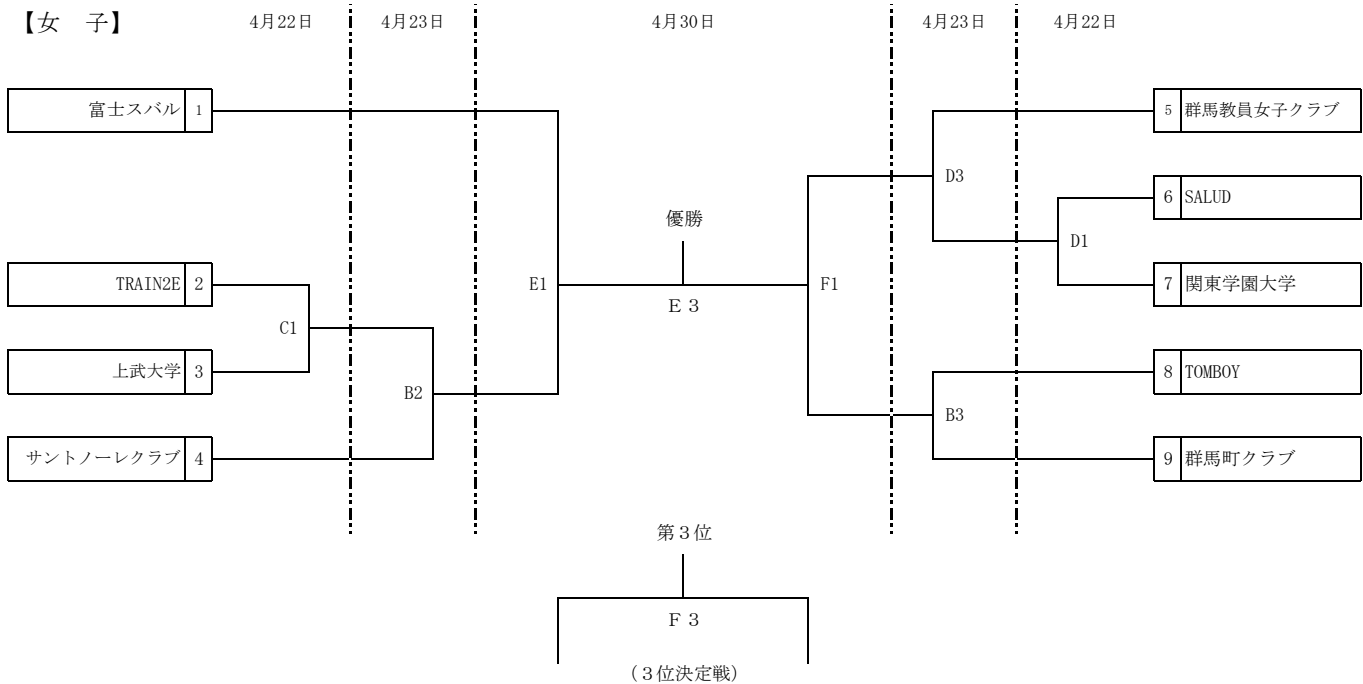 【女　子】 4月22日 4月23日 4月30日 4月23日 4月22日
富士スバル 1 5 群馬教員女子クラブ
D3
6 SALUD
優勝
D1
TRAIN2E 2 E1 F1 7 関東学園大学
Ｅ３
C1
上武大学 3 8 TOMBOY
B2
B3
サントノーレクラブ 4 9 群馬町クラブ
第３位
Ｆ３
(３位決定戦)